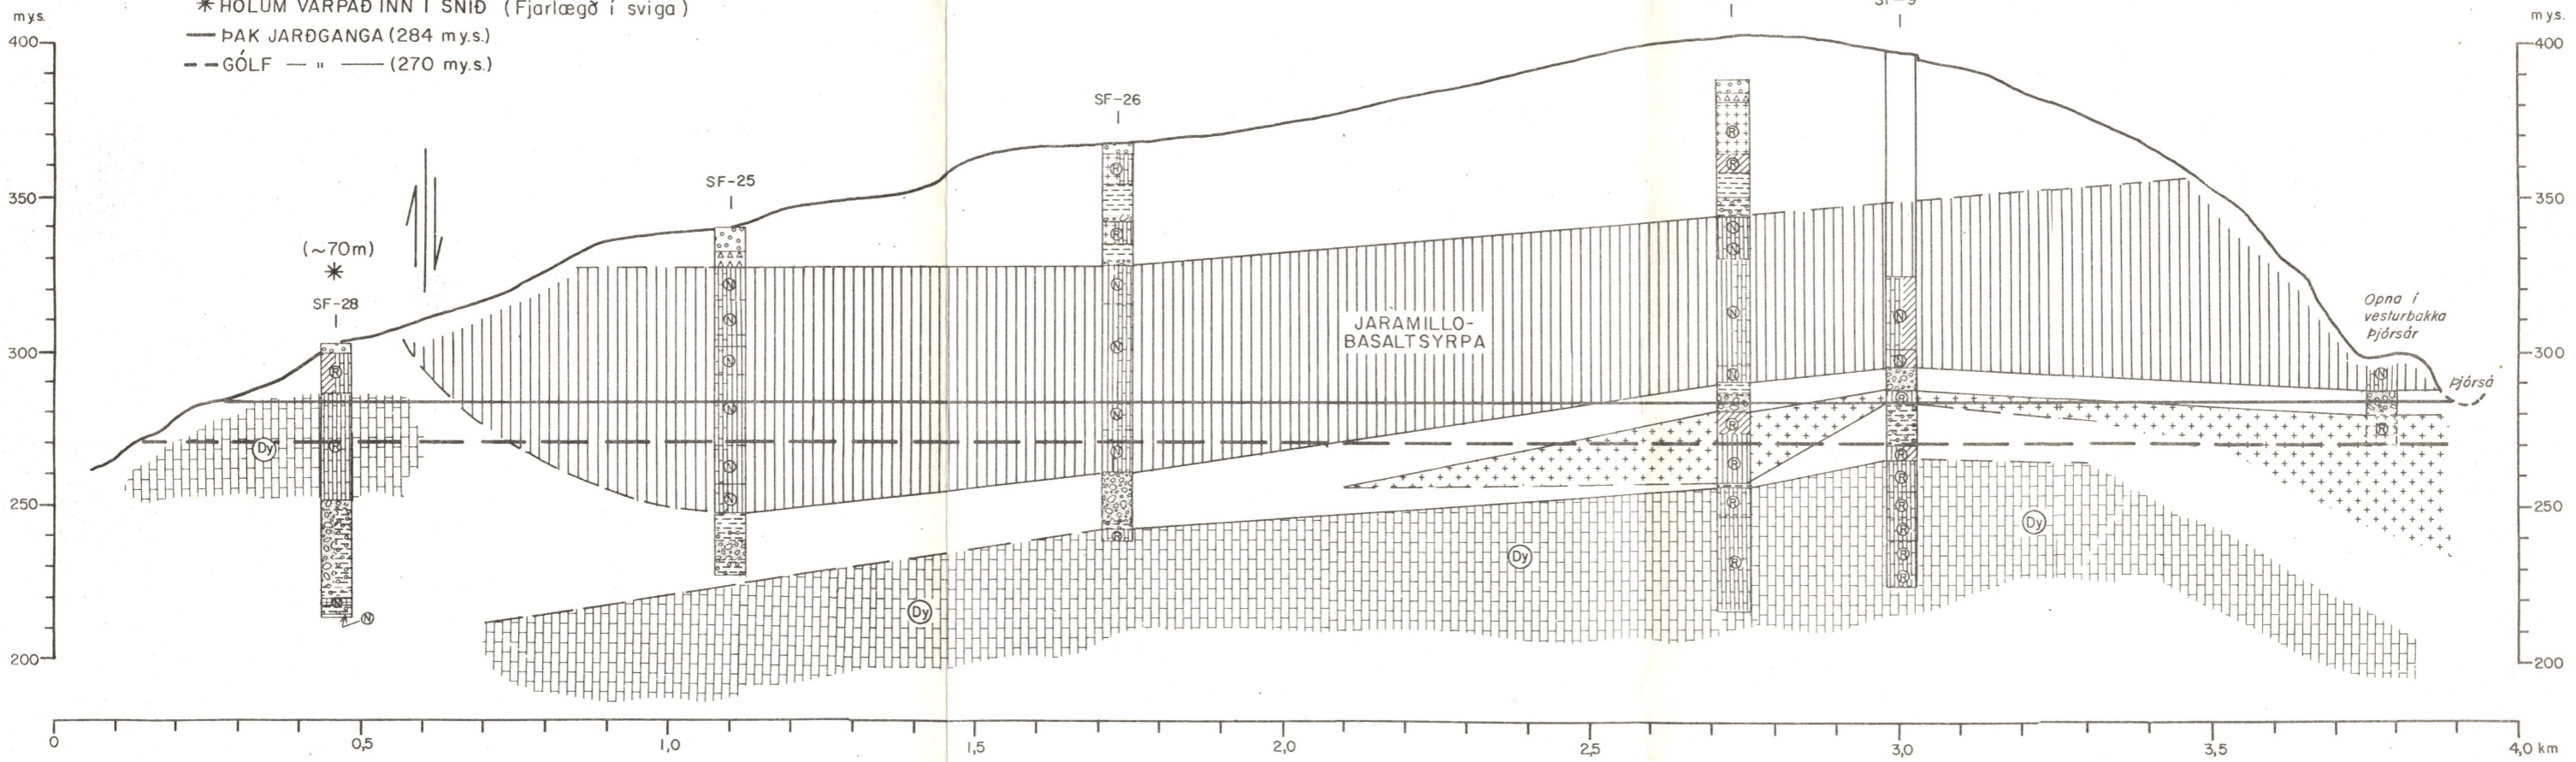 m.y.s.
✳ HOLUM VARPAÐ INN Í SNIÐ (Fjarlægð í sviga)
ÞAK JARÐGANGA (284 m y.s.)
GÓLF — " — (270 m y.s.)
SF-9
m y.s.
400
400
SF-26
SF-25
350
350
(~70m)
✳
SF-28
Opna í
vesturbakka
Þjórsár
JARAMILLO-
BASALTSYRPA
300
300
Þjórsá
Dy
250
250
Dy
Dy
Dy
N
200
200
0
0,5
1,0
1,5
2,0
2,5
3,0
3,5
4,0 km